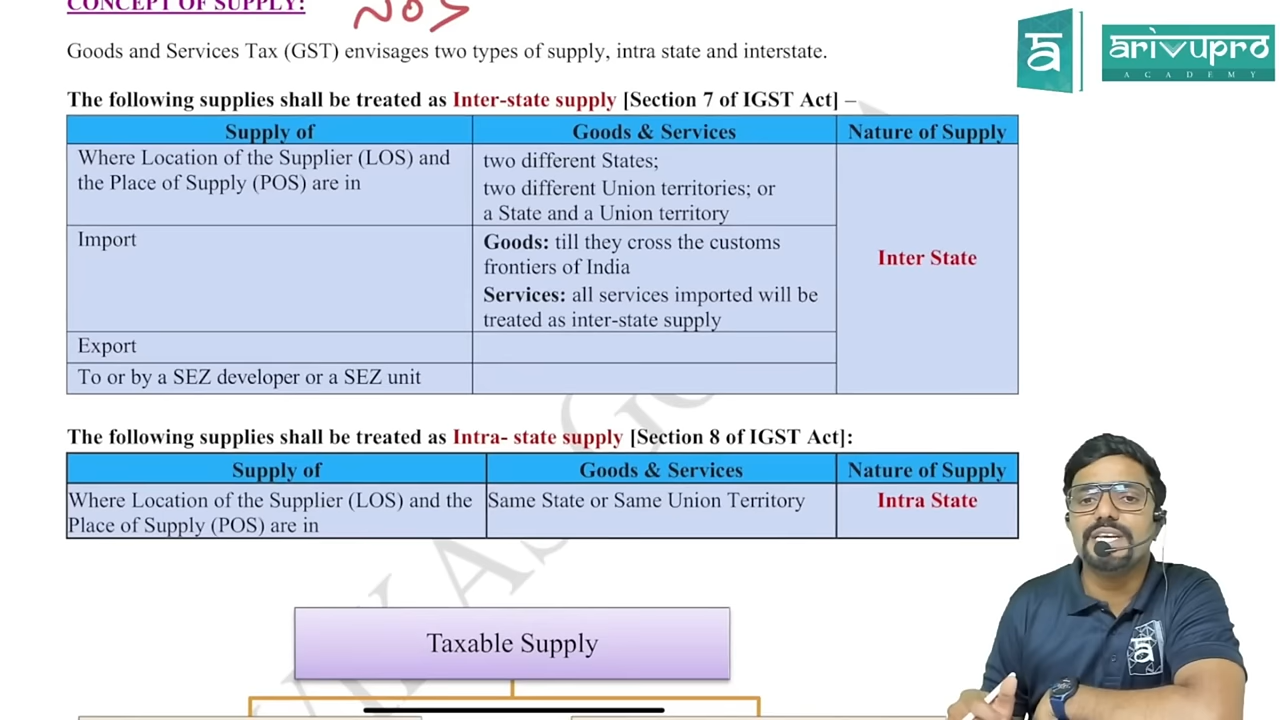 CONCEPT OF SUPPLY:
NOS
Goods and Services Tax (GST) envisages two types of supply, intra state and interstate.
The following supplies shall be treated as Inter-state supply [Section 7 of IGST Act] –
Supply of
Goods & Services
Nature of Supply
Where Location of the Supplier (LOS) and
the Place of Supply (POS) are in
two different States;
two different Union territories; or
a State and a Union territory
Import
Goods: till they cross the customs
frontiers of India
Services: all services imported will be
treated as inter-state supply
Inter State
Export
To or by a SEZ developer or a SEZ unit
The following supplies shall be treated as Intra- state supply [Section 8 of IGST Act]:
Supply of
Goods & Services
Nature of Supply
Where Location of the Supplier (LOS) and the
Place of Supply (POS) are in
Same State or Same Union Territory
Intra State
Taxable Supply
arivupro
ACADEMY